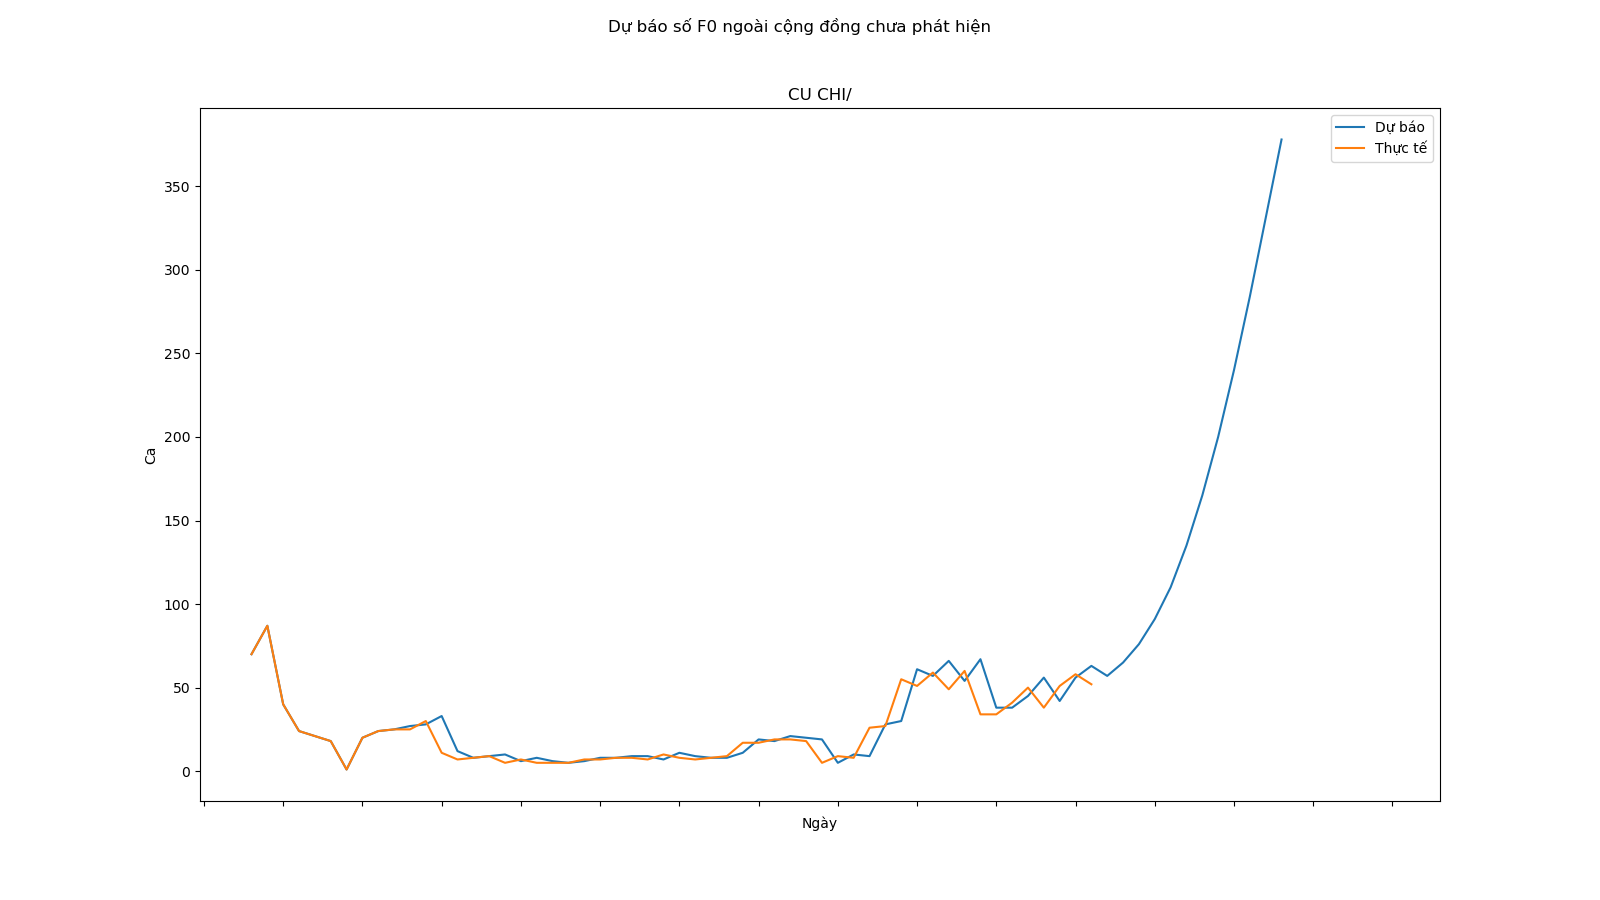 Dự báo số F0 ngoài cộng đồng chưa phát hiện
CU CHI/
Dự báo
Thực tế
350
300
250
200
150
100
50
0
Ca
Ngày